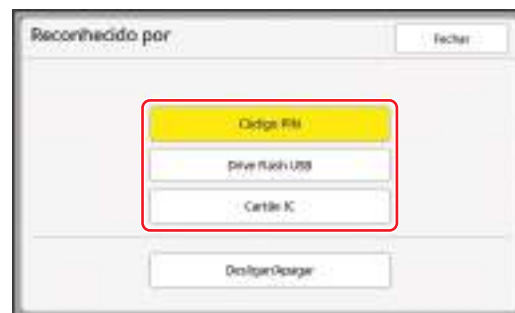 Reconhecido por
Fechar
Código PIN
Drive Flash USB
Cartão IC
Desligar/Apagar